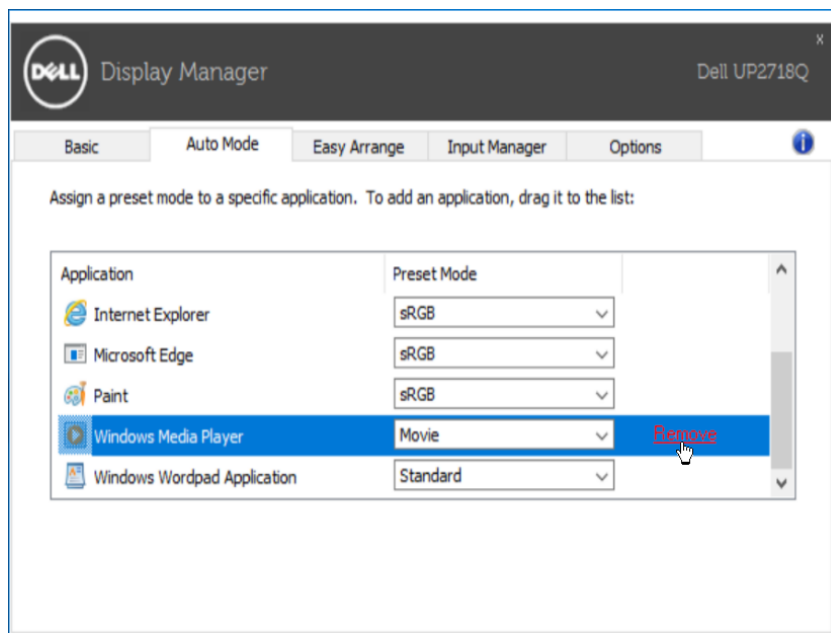 x
DELL Display Manager Dell UP2718Q
Basic Auto Mode Easy Arrange Input Manager Options
Assign a preset mode to a specific application. To add an application, drag it to the list:
Application Preset Mode
Internet Explorer sRGB
Microsoft Edge sRGB
Paint sRGB
Windows Media Player Movie Remove
Windows Wordpad Application Standard